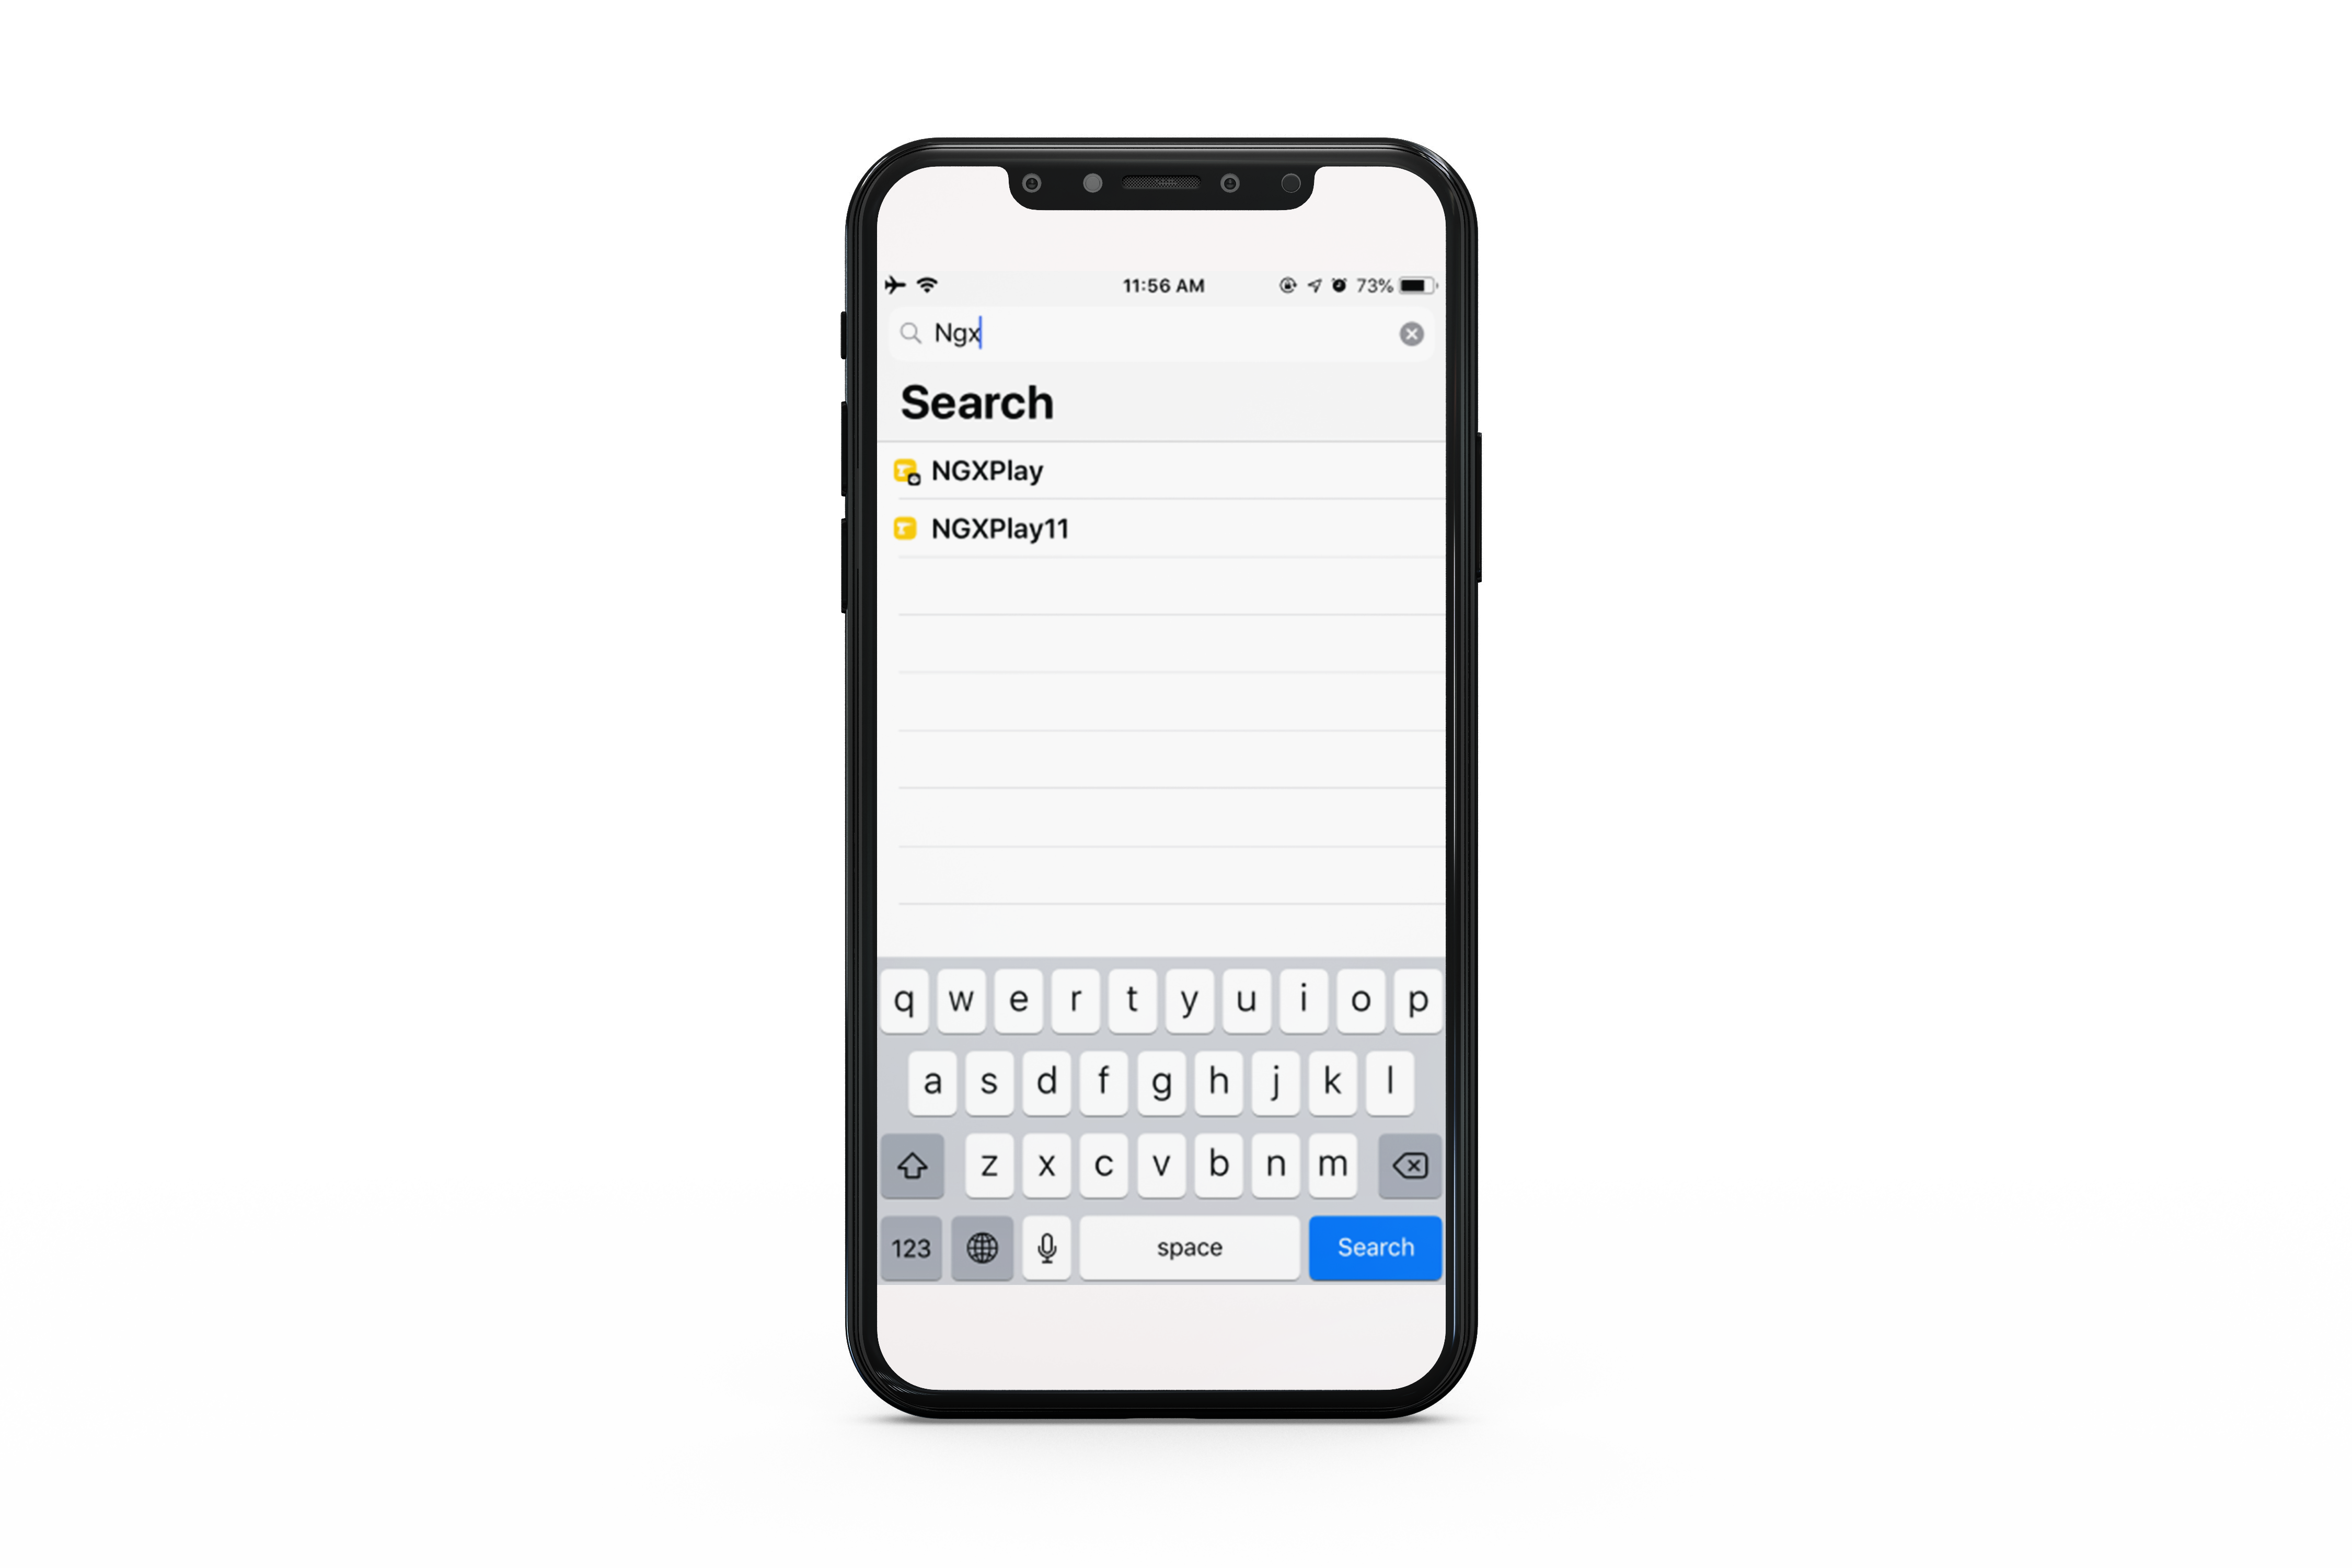 11:56 AM 73%
Ngx
Search
NGXPlay
NGXPlay11
q w e r t y u i o p
a s d f g h j k l
z x c v b n m
123 space Search